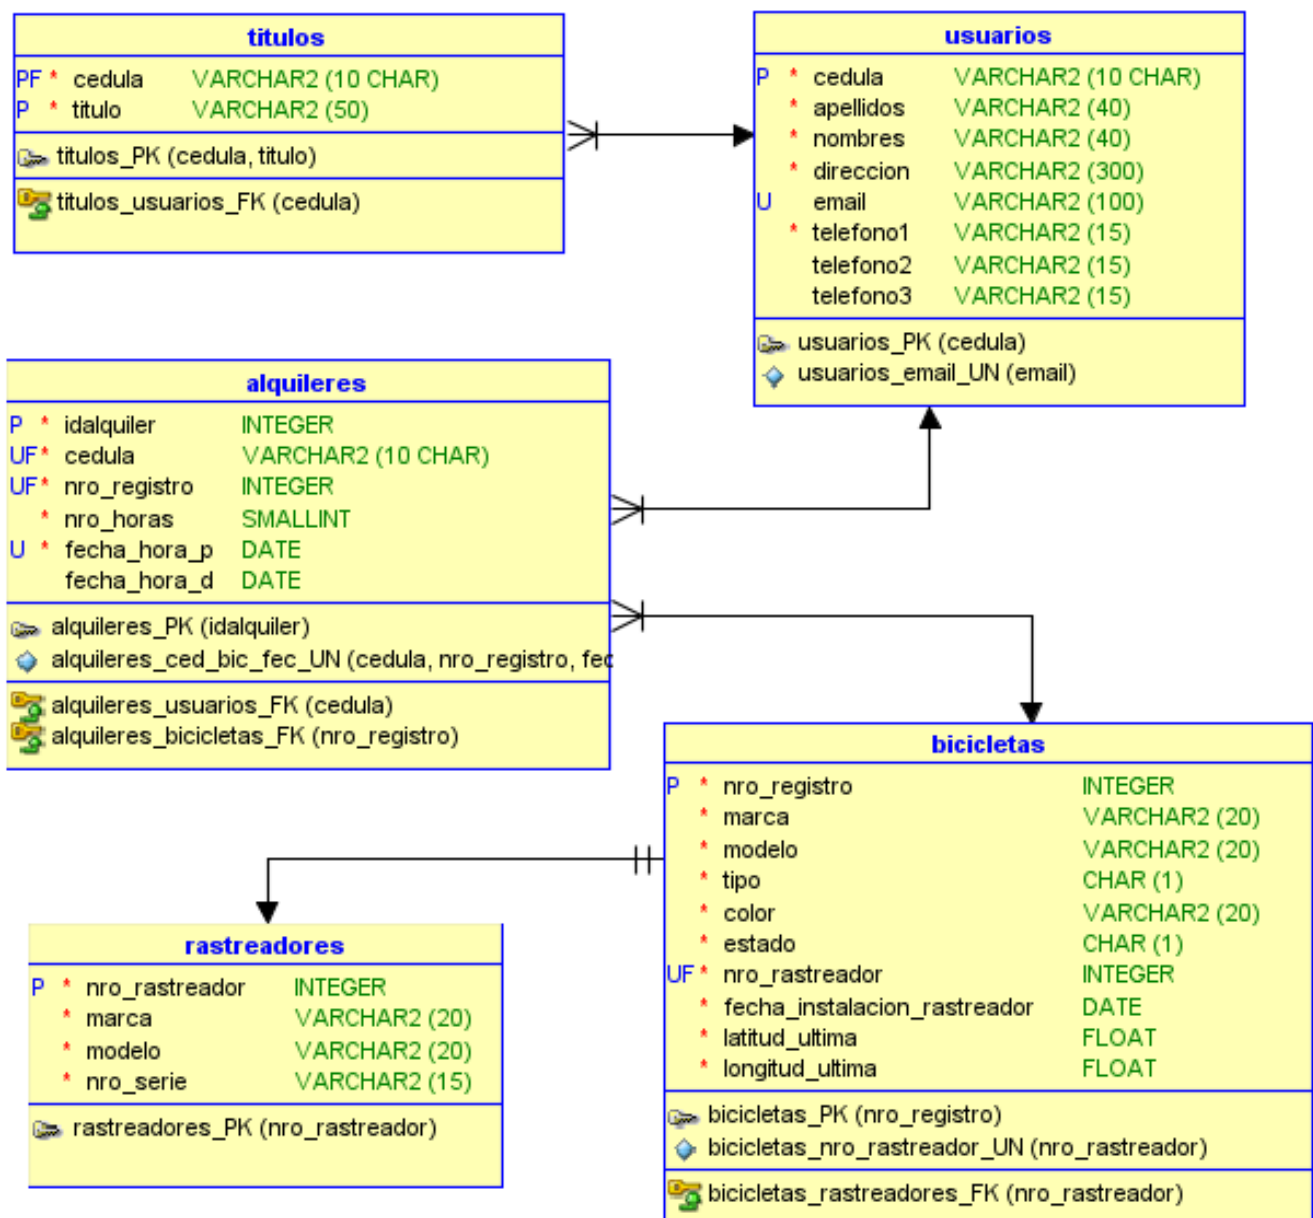 titulos
PF * cedula VARCHAR2 (10 CHAR)
P * titulo VARCHAR2 (50)
titulos_PK (cedula, titulo)
titulos_usuarios_FK (cedula)
usuarios
P * cedula VARCHAR2 (10 CHAR)
* apellidos VARCHAR2 (40)
* nombres VARCHAR2 (40)
* direccion VARCHAR2 (300)
U email VARCHAR2 (100)
* telefono1 VARCHAR2 (15)
telefono2 VARCHAR2 (15)
telefono3 VARCHAR2 (15)
usuarios_PK (cedula)
usuarios_email_UN (email)
alquileres
P * idalquiler INTEGER
UF* cedula VARCHAR2 (10 CHAR)
UF* nro_registro INTEGER
* nro_horas SMALLINT
U * fecha_hora_p DATE
fecha_hora_d DATE
alquileres_PK (idalquiler)
alquileres_ced_bic_fec_UN (cedula, nro_registro, fec
alquileres_usuarios_FK (cedula)
alquileres_bicicletas_FK (nro_registro)
bicicletas
P * nro_registro INTEGER
* marca VARCHAR2 (20)
* modelo VARCHAR2 (20)
* tipo CHAR (1)
* color VARCHAR2 (20)
* estado CHAR (1)
UF* nro_rastreador INTEGER
* fecha_instalacion_rastreador DATE
* latitud_ultima FLOAT
* longitud_ultima FLOAT
bicicletas_PK (nro_registro)
bicicletas_nro_rastreador_UN (nro_rastreador)
bicicletas_rastreadores_FK (nro_rastreador)
rastreadores
P * nro_rastreador INTEGER
* marca VARCHAR2 (20)
* modelo VARCHAR2 (20)
* nro_serie VARCHAR2 (15)
rastreadores_PK (nro_rastreador)